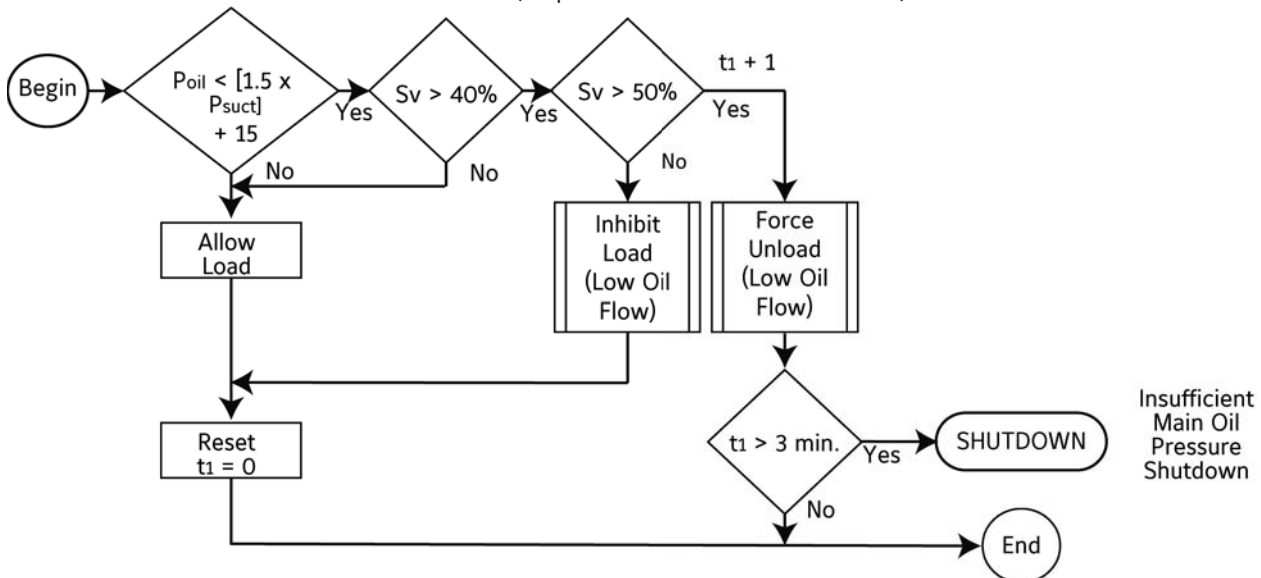 Begin
Poil < [1.5 x
Psuct]
+ 15
Yes
No
Sv > 40%
Yes
No
Sv > 50%
t1 + 1
Yes
No
Allow
Load
Inhibit
Load
(Low Oil
Flow)
Force
Unload
(Low Oil
Flow)
Reset
t1 = 0
t1 > 3 min.
Yes
No
SHUTDOWN
Insufficient
Main Oil
Pressure
Shutdown
End